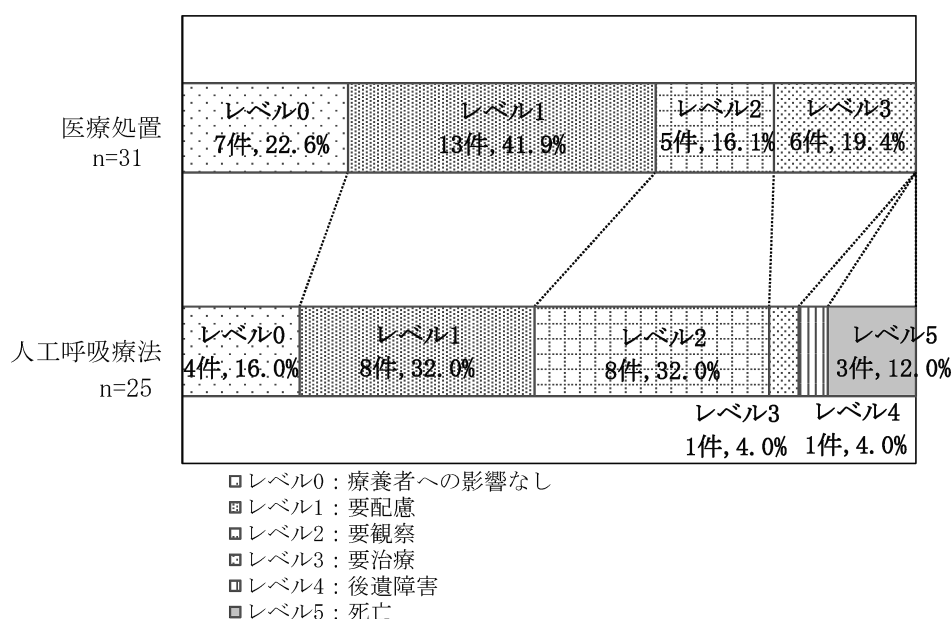 医療処置
n=31
レベル0
7件, 22.6%
レベル1
13件, 41.9%
レベル2
5件, 16.1%
レベル3
6件, 19.4%
人工呼吸療法
n=25
レベル0
4件, 16.0%
レベル1
8件, 32.0%
レベル2
8件, 32.0%
レベル5
3件, 12.0%
レベル3
1件, 4.0%
レベル4
1件, 4.0%
レベル0：療養者への影響なし
レベル1：要配慮
レベル2：要観察
レベル3：要治療
レベル4：後遺障害
レベル5：死亡